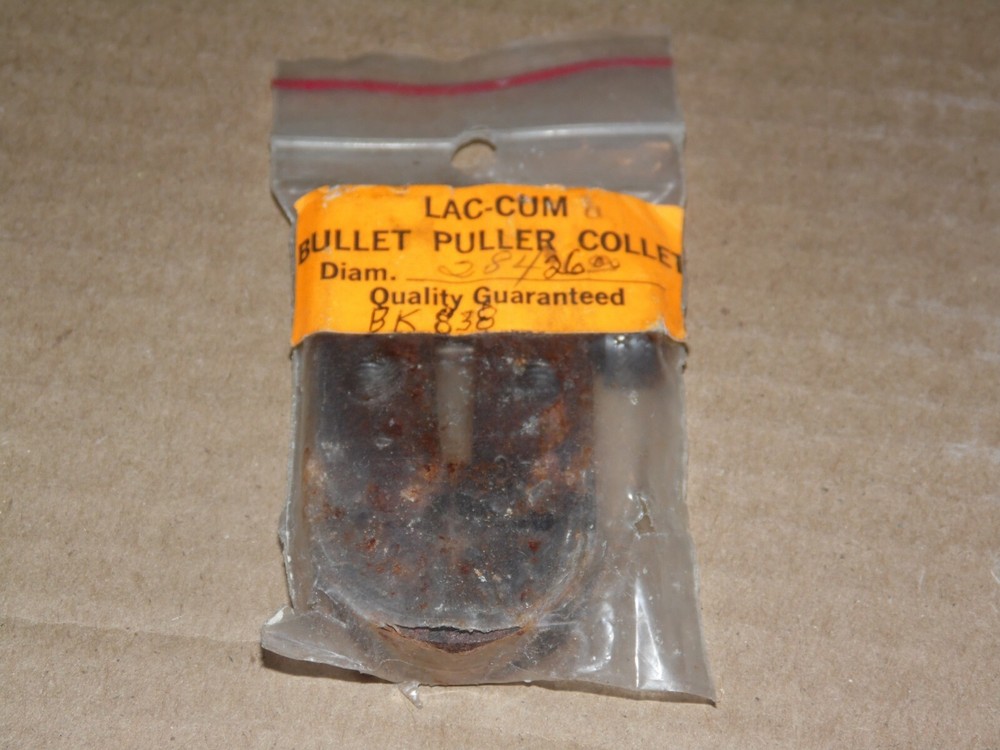 LAC-CUM
BULLET PULLER COLLET
Diam.
Quality Guaranteed
BK 838